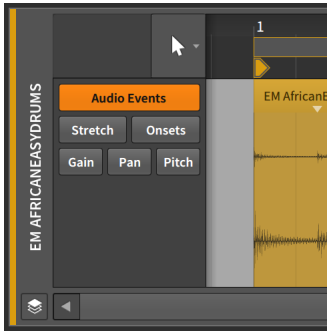 1
EM AFRICANEASYDRUMS
Audio Events
EM AfricanE
Stretch Onsets
Gain Pan Pitch